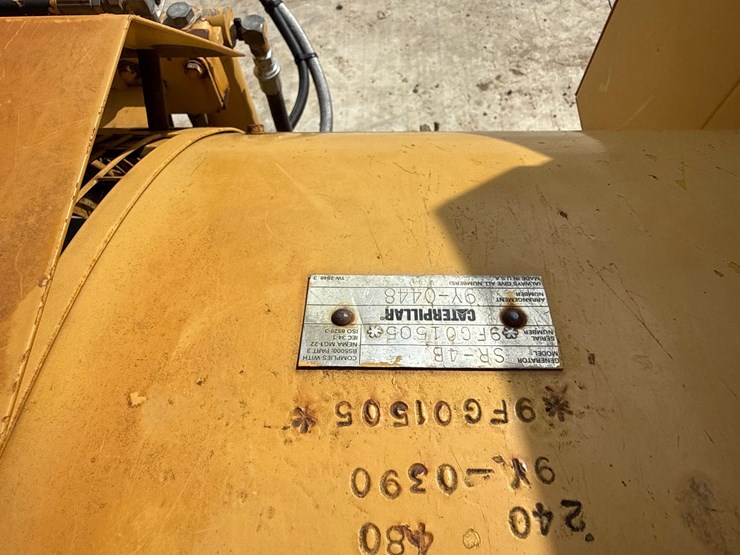 240 480
9Y-0390
*9FG01505*
GENERATOR
MODEL SR-4B
SERIAL
NUMBER *9FG01505*
CATERPILLAR
ARRANGEMENT
NUMBER 9Y-0448
(ALWAYS GIVE ALL NUMBERS)
MADE IN U.S.A.
COMPLIES WITH
BS5000 PART 3
NEMA MG1-22
IEC 34-1
ISO 8528-3